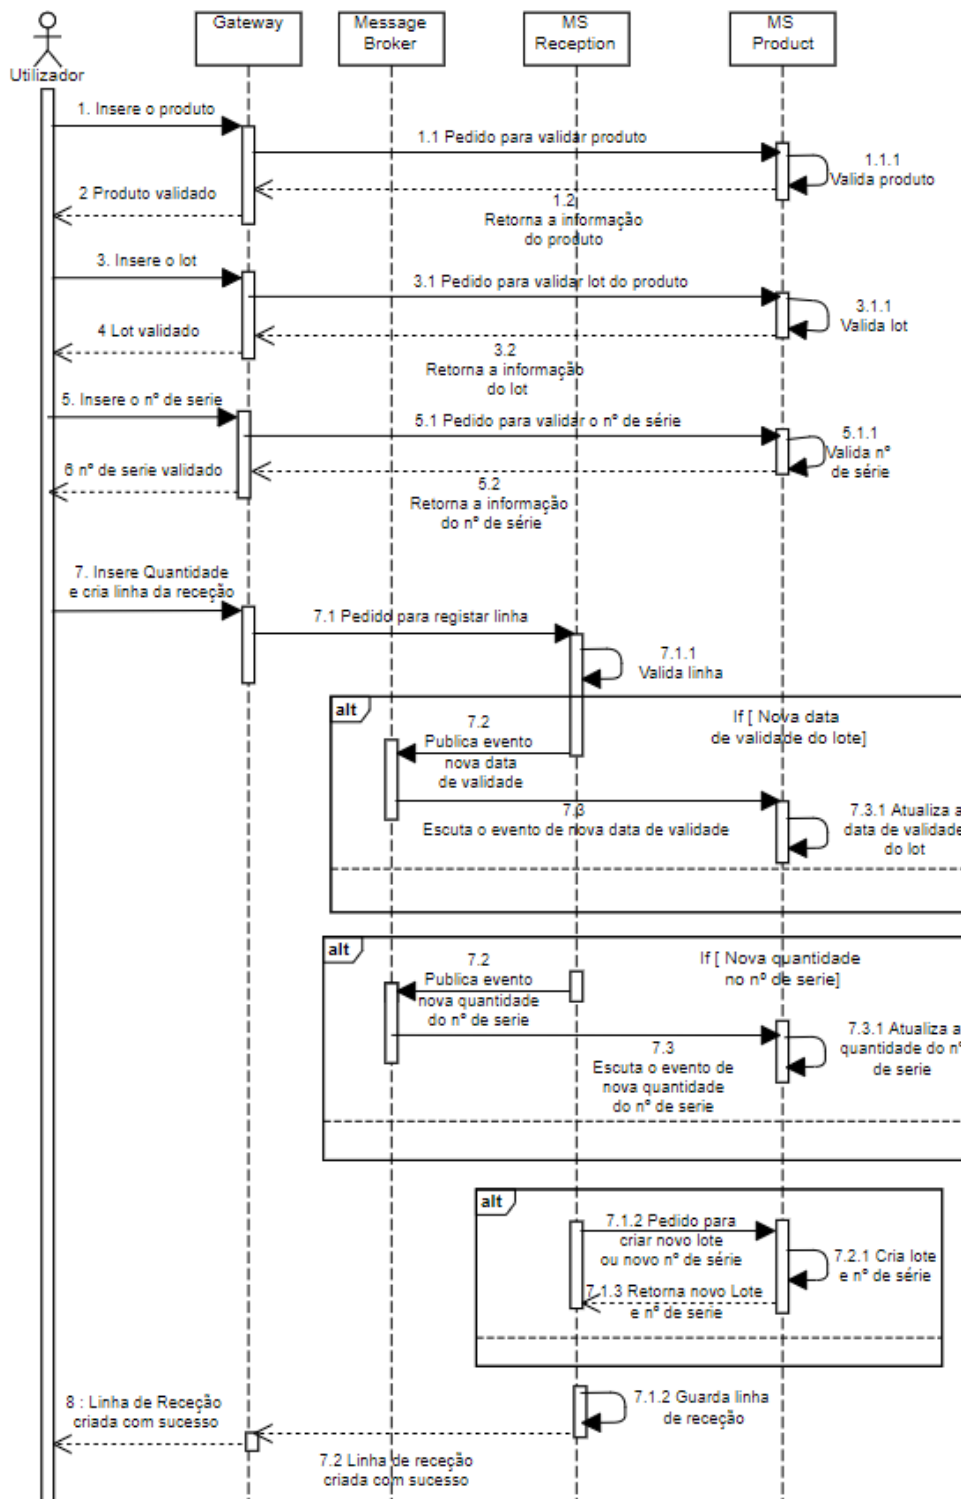 Utilizador
Gateway
Message
Broker
MS
Reception
MS
Product
1. Insere o produto
1.1 Pedido para validar produto
1.1.1
Valida produto
2 Produto validado
1.2
Retorna a informação
do produto
3. Insere o lot
3.1 Pedido para validar lot do produto
3.1.1
Valida lot
4 Lot validado
3.2
Retorna a informação
do lot
5. Insere o nº de serie
5.1 Pedido para validar o nº de série
5.1.1
Valida nº
de série
6 nº de serie validado
5.2
Retorna a informação
do nº de série
7. Insere Quantidade
e cria linha da receção
7.1 Pedido para registar linha
7.1.1
Valida linha
alt
If [ Nova data
de validade do lote]
7.2
Publica evento
nova data
de validade
7.3
Escuta o evento de nova data de validade
7.3.1 Atualiza a
data de validade
do lot
alt
If [ Nova quantidade
no nº de serie]
7.2
Publica evento
nova quantidade
do nº de serie
7.3
Escuta o evento de
nova quantidade
do nº de serie
7.3.1 Atualiza a
quantidade do nº
de serie
alt
7.1.2 Pedido para
criar novo lote
ou novo nº de série
7.2.1 Cria lote
e nº de série
7.1.3 Retorna novo Lote
e nº de serie
7.1.2 Guarda linha
de receção
8 : Linha de Receção
criada com sucesso
7.2 Linha de receção
criada com sucesso